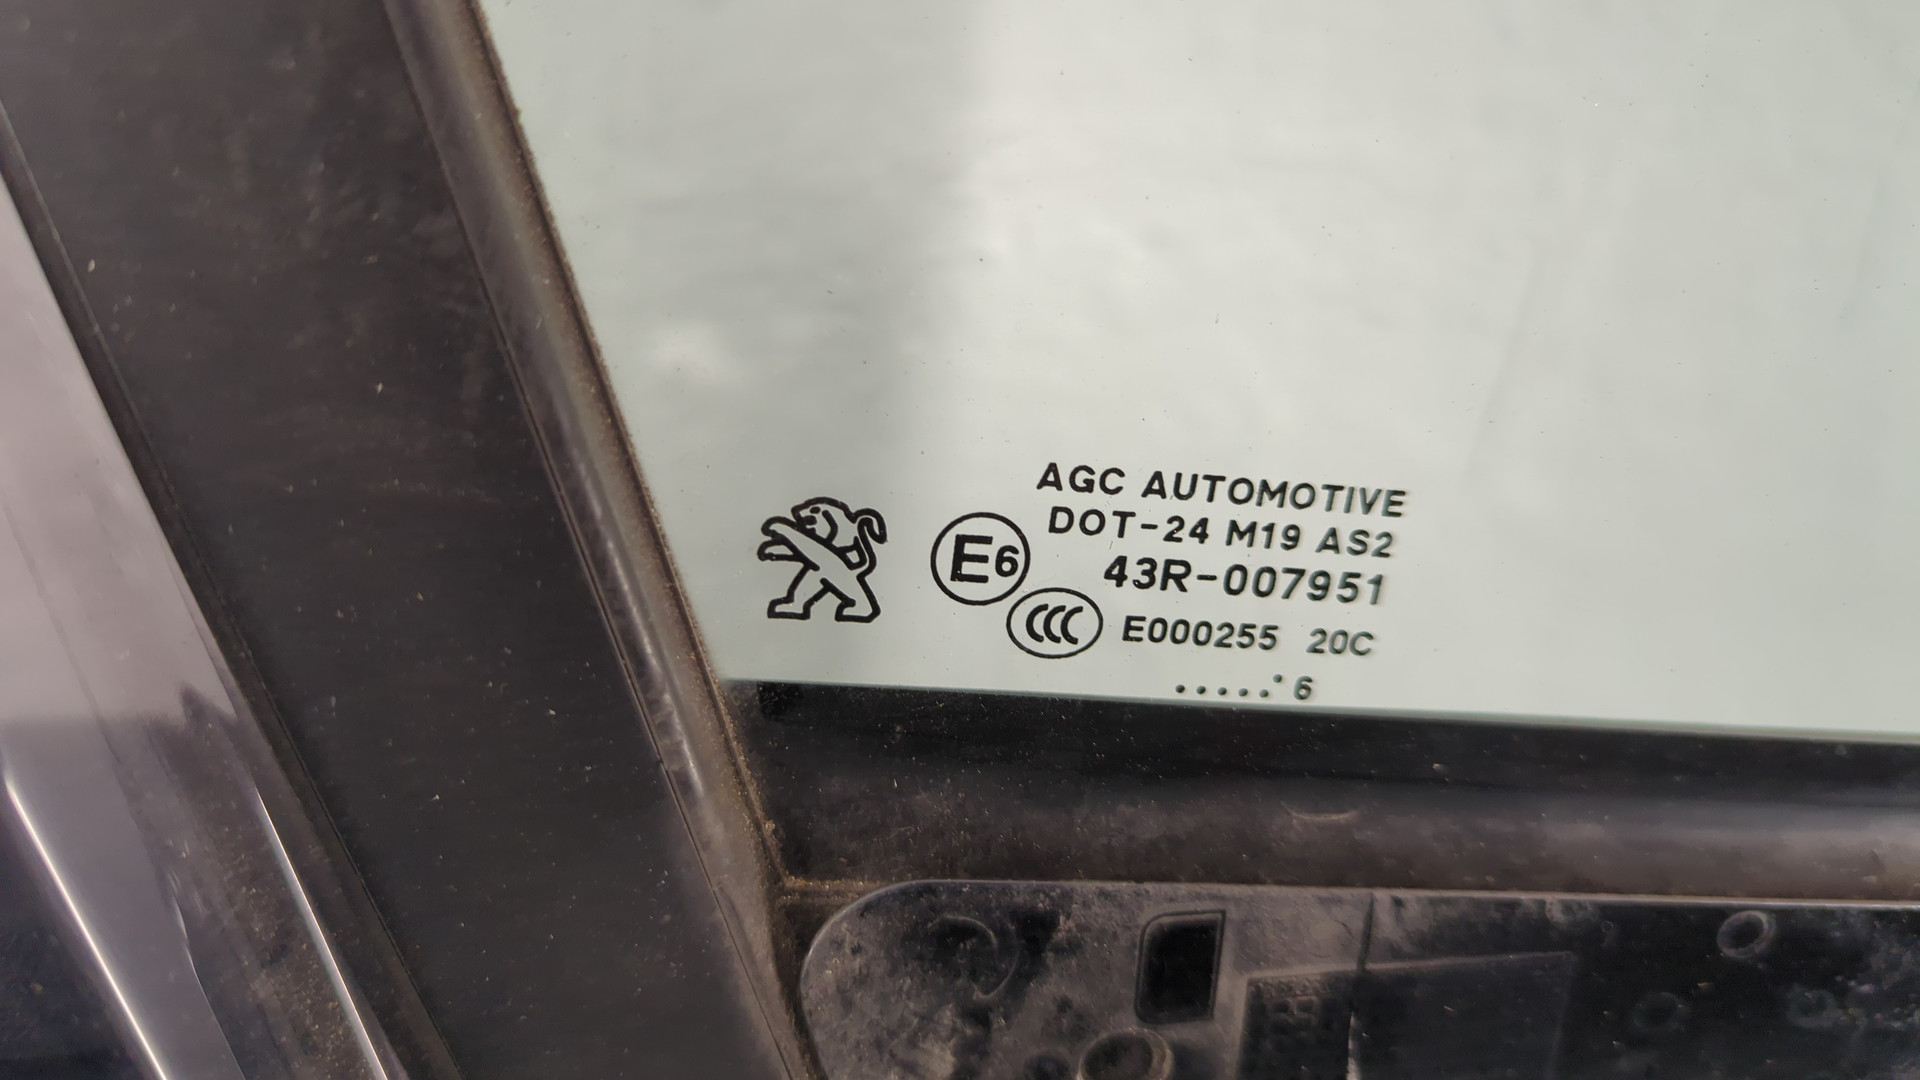 AGC AUTOMOTIVE
DOT-24 M19 AS2
E6 43R-007951
CCC E000255 20C
.....˙6